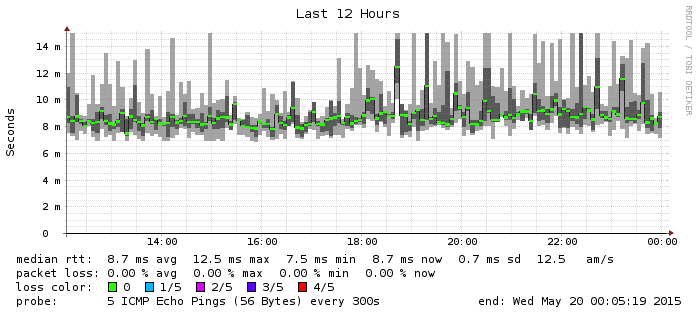 Last 12 Hours
RRDTOOL / TOBI OETIKER
Seconds
14 m
12 m
10 m
8 m
6 m
4 m
2 m
0
14:00 16:00 18:00 20:00 22:00 00:00
median rtt: 8.7 ms avg 12.5 ms max 7.5 ms min 8.7 ms now 0.7 ms sd 12.5 am/s
packet loss: 0.00 % avg 0.00 % max 0.00 % min 0.00 % now
loss color: 0 1/5 2/5 3/5 4/5
probe: 5 ICMP Echo Pings (56 Bytes) every 300s end: Wed May 20 00:05:19 2015